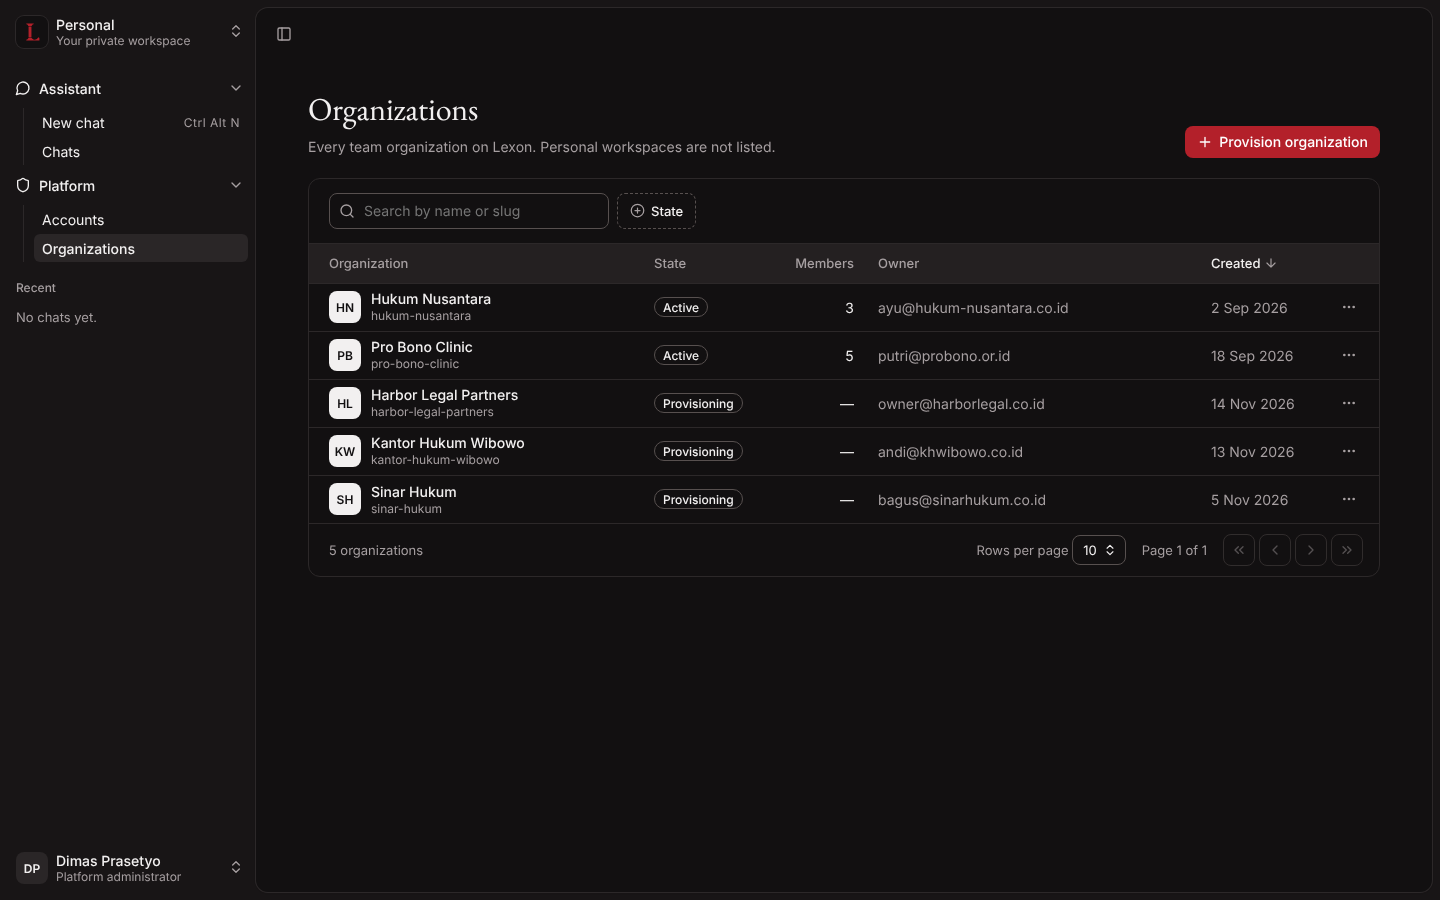 L
Personal
Your private workspace
Assistant
New chat
Ctrl Alt N
Chats
Platform
Accounts
Organizations
Recent
No chats yet.
DP
Dimas Prasetyo
Platform administrator
Organizations
Every team organization on Lexon. Personal workspaces are not listed.
Provision organization
Search by name or slug
State
Organization State Members Owner Created
HN Hukum Nusantara Active 3 ayu@hukum-nusantara.co.id 2 Sep 2026
hukum-nusantara
PB Pro Bono Clinic Active 5 putri@probono.or.id 18 Sep 2026
pro-bono-clinic
HL Harbor Legal Partners Provisioning — owner@harborlegal.co.id 14 Nov 2026
harbor-legal-partners
KW Kantor Hukum Wibowo Provisioning — andi@khwibowo.co.id 13 Nov 2026
kantor-hukum-wibowo
SH Sinar Hukum Provisioning — bagus@sinarhukum.co.id 5 Nov 2026
sinar-hukum
5 organizations
Rows per page 10 Page 1 of 1